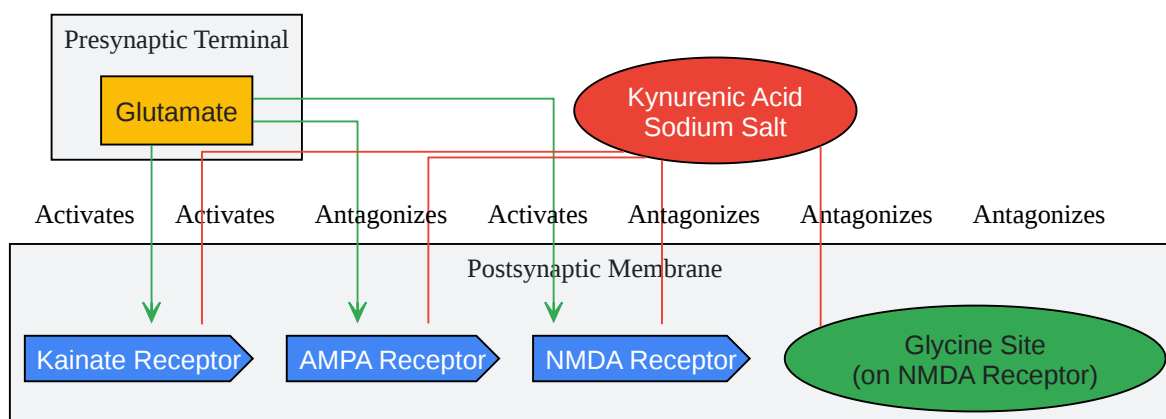 Presynaptic Terminal
Glutamate
Kynurenic Acid
Sodium Salt
Activates Activates Antagonizes Activates Antagonizes Antagonizes Antagonizes
Postsynaptic Membrane
Kainate Receptor AMPA Receptor NMDA Receptor
Glycine Site
(on NMDA Receptor)